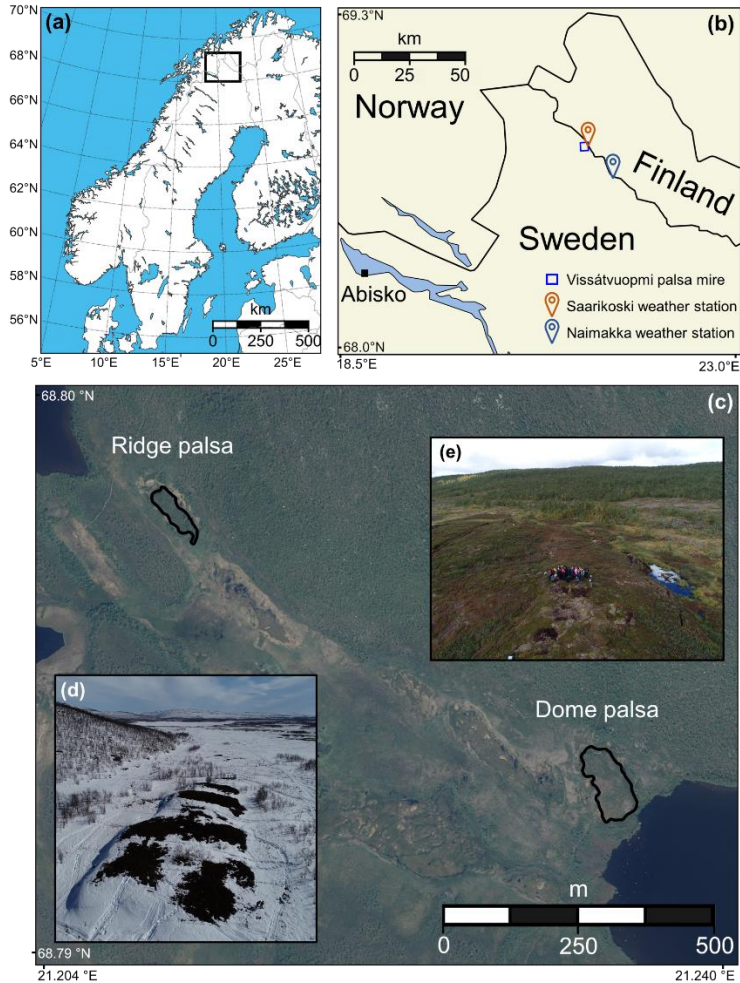 70°N
(a)
68°N
66°N
64°N
62°N
60°N
58°N
56°N
km
0 250 500
5°E 10°E 15°E 20°E 25°E
69.3°N
(b)
km
0 25 50
Norway
Finland
Sweden
Abisko
Vissátvuopmi palsa mire
Saarikoski weather station
Naimakka weather station
68.0°N
18.5°E 23.0°E
68.80 °N
(c)
Ridge palsa
(e)
(d)
Dome palsa
m
0 250 500
68.79 °N
21.204 °E 21.240 °E